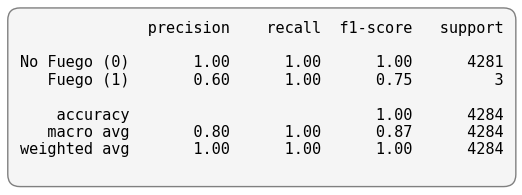 precision recall f1-score support
No Fuego (0) 1.00 1.00 1.00 4281
Fuego (1) 0.60 1.00 0.75 3
accuracy 1.00 4284
macro avg 0.80 1.00 0.87 4284
weighted avg 1.00 1.00 1.00 4284